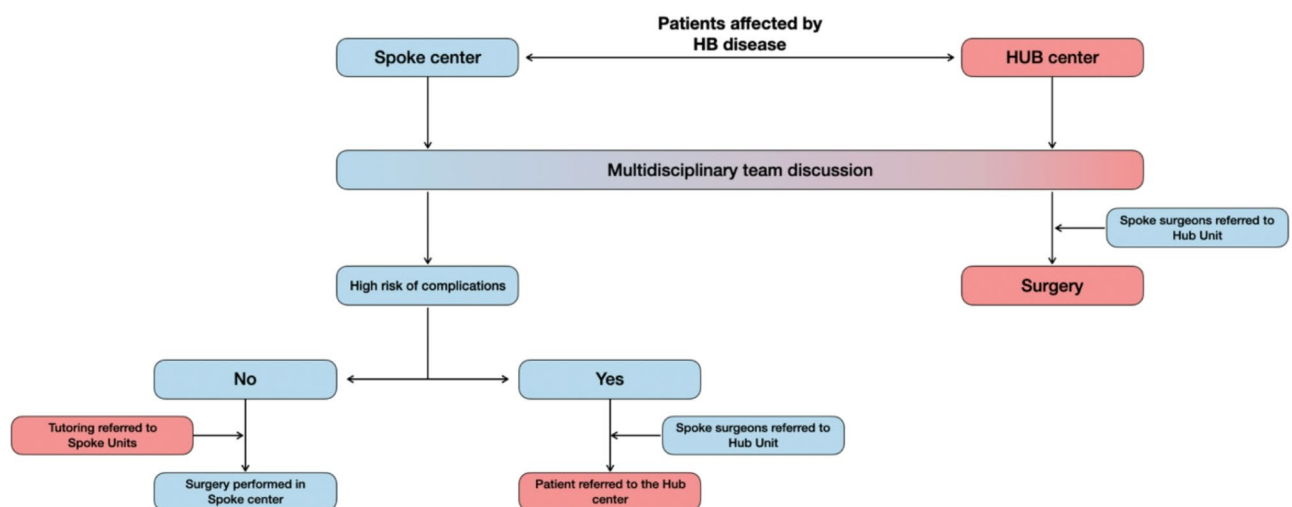 Patients affected by
HB disease
Spoke center
HUB center
Multidisciplinary team discussion
Spoke surgeons referred to
Hub Unit
High risk of complications
Surgery
No
Yes
Tutoring referred to
Spoke Units
Spoke surgeons referred to
Hub Unit
Surgery performed in
Spoke center
Patient referred to the Hub
center